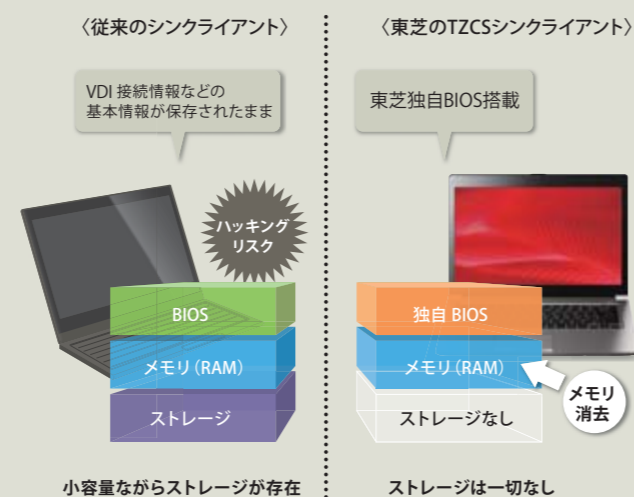 〈従来のシンクライアント〉
VDI 接続情報などの
基本情報が保存されたまま
ハッキング
リスク
BIOS
メモリ（RAM）
ストレージ
小容量ながらストレージが存在
〈東芝のTZCSシンクライアント〉
東芝独自BIOS搭載
独自 BIOS
メモリ（RAM）
ストレージなし
メモリ
消去
ストレージは一切なし